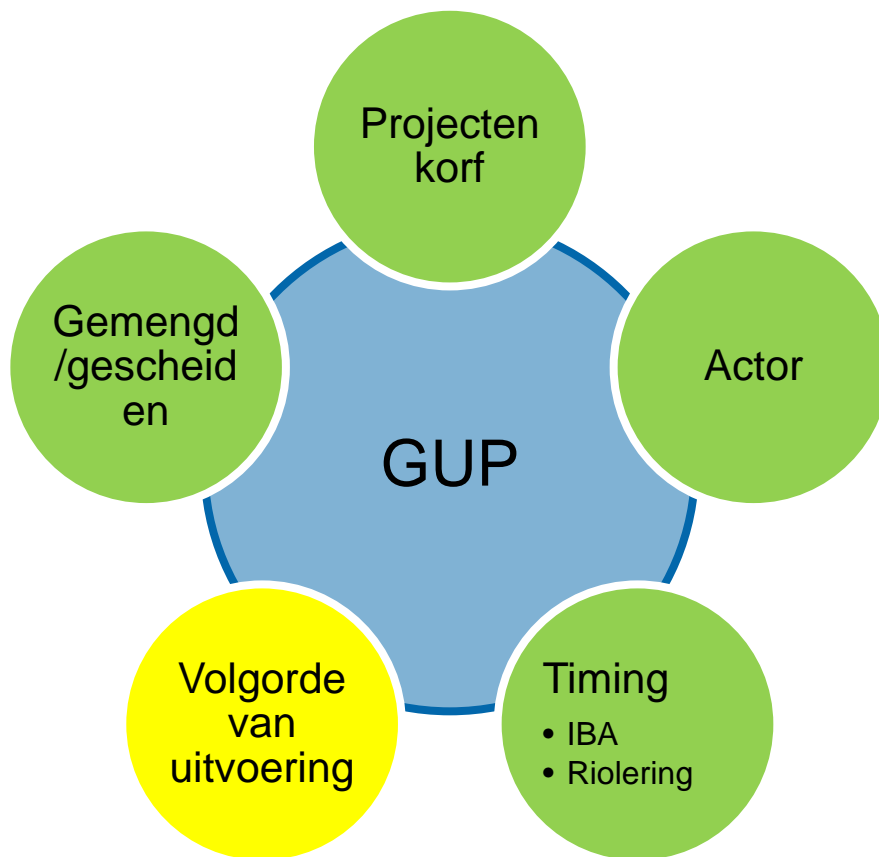 Projecten
korf
Gemengd
/gescheid
en
Actor
GUP
Volgorde
van
uitvoering
Timing
• IBA
• Riolering